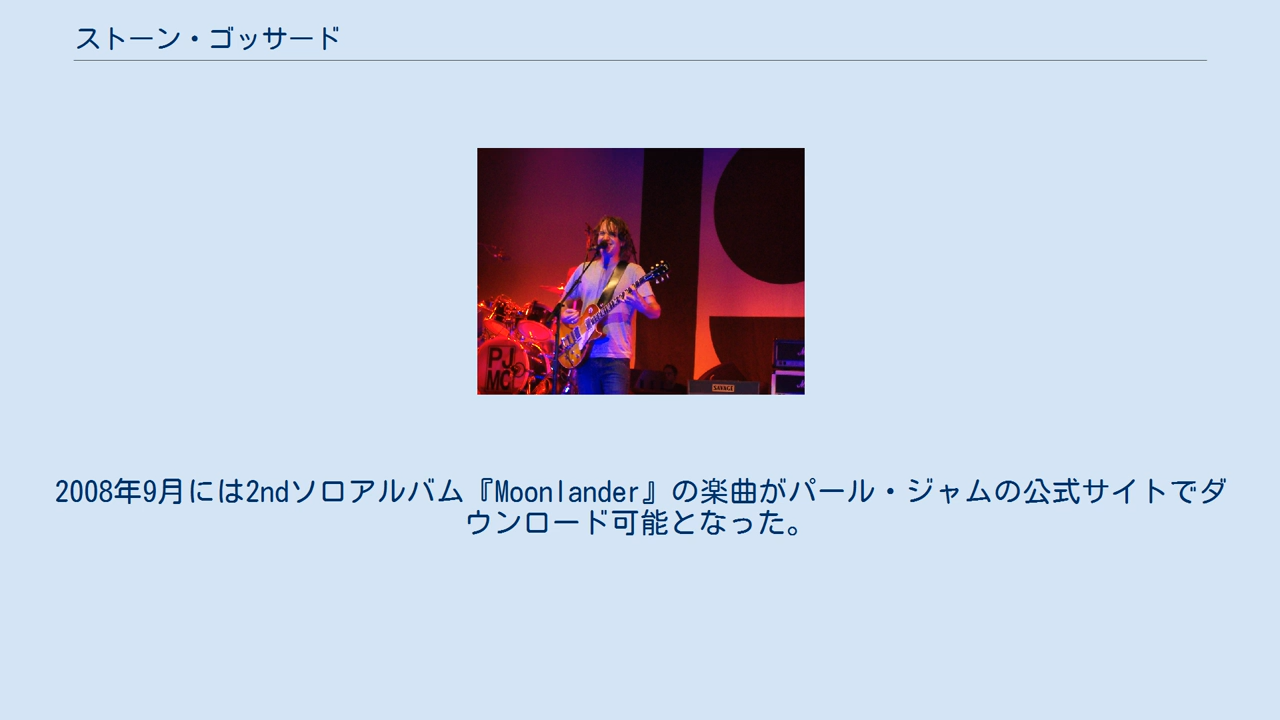 ストーン・ゴッサード
PJ
MC
SAVAGE
2008年9月には2ndソロアルバム『Moonlander』の楽曲がパール・ジャムの公式サイトでダ
ウンロード可能となった。